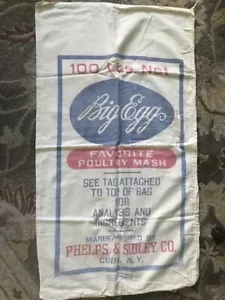 100 Lbs. Net
Big Egg
FAVORITE
POULTRY MASH
SEE TAG ATTACHED
TO TOP OF BAG
FOR
ANALYSIS AND
INGREDIENTS
MANUFACTURED BY
PHELPS & SIBLEY CO.
CUBA, N.Y.